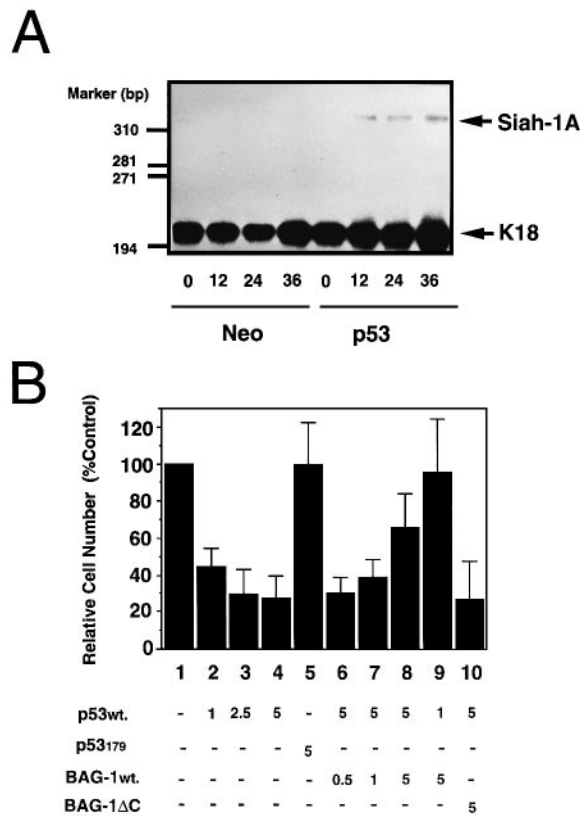 A
Marker (bp)
310
281
271
194
Siah-1A
K18
0 12 24 36 0 12 24 36
Neo p53
B
Relative Cell Number (%Control)
120
100
80
60
40
20
0
1 2 3 4 5 6 7 8 9 10
p53wt. - 1 2.5 5 - 5 5 5 1 5
p53179 - - - - 5 - - - - -
BAG-1wt. - - - - - 0.5 1 5 5 -
BAG-1ΔC - - - - - - - - - 5